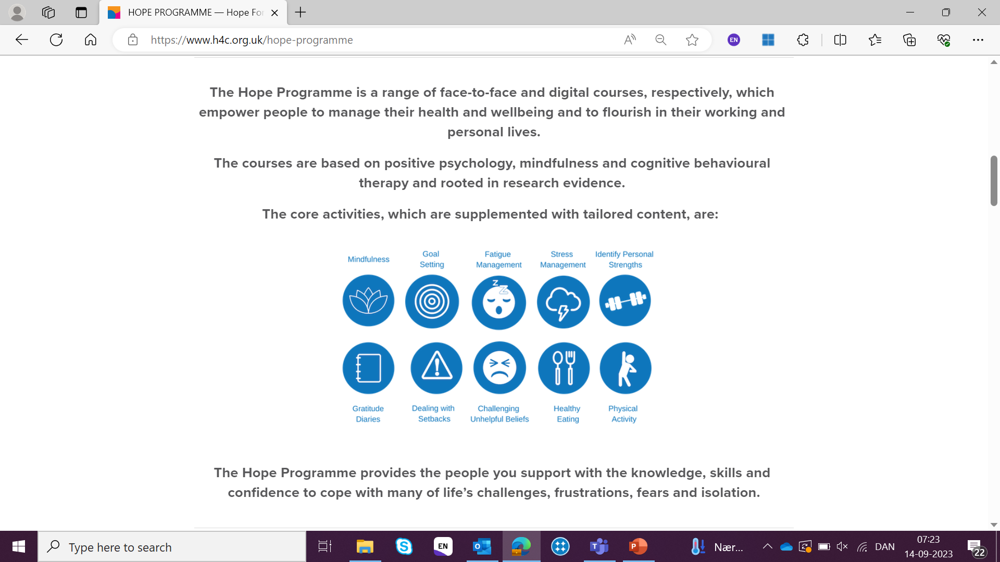 HOPE PROGRAMME — Hope For
https://www.h4c.org.uk/hope-programme
EN
The Hope Programme is a range of face-to-face and digital courses, respectively, which
empower people to manage their health and wellbeing and to flourish in their working and
personal lives.
The courses are based on positive psychology, mindfulness and cognitive behavioural
therapy and rooted in research evidence.
The core activities, which are supplemented with tailored content, are:
Mindfulness
Goal
Setting
Fatigue
Management
Stress
Management
Identify Personal
Strengths
Z
Z
Gratitude
Diaries
Dealing with
Setbacks
Challenging
Unhelpful Beliefs
Healthy
Eating
Physical
Activity
The Hope Programme provides the people you support with the knowledge, skills and
confidence to cope with many of life’s challenges, frustrations, fears and isolation.
Type here to search
EN
Nær...
DAN
07:23
14-09-2023
22